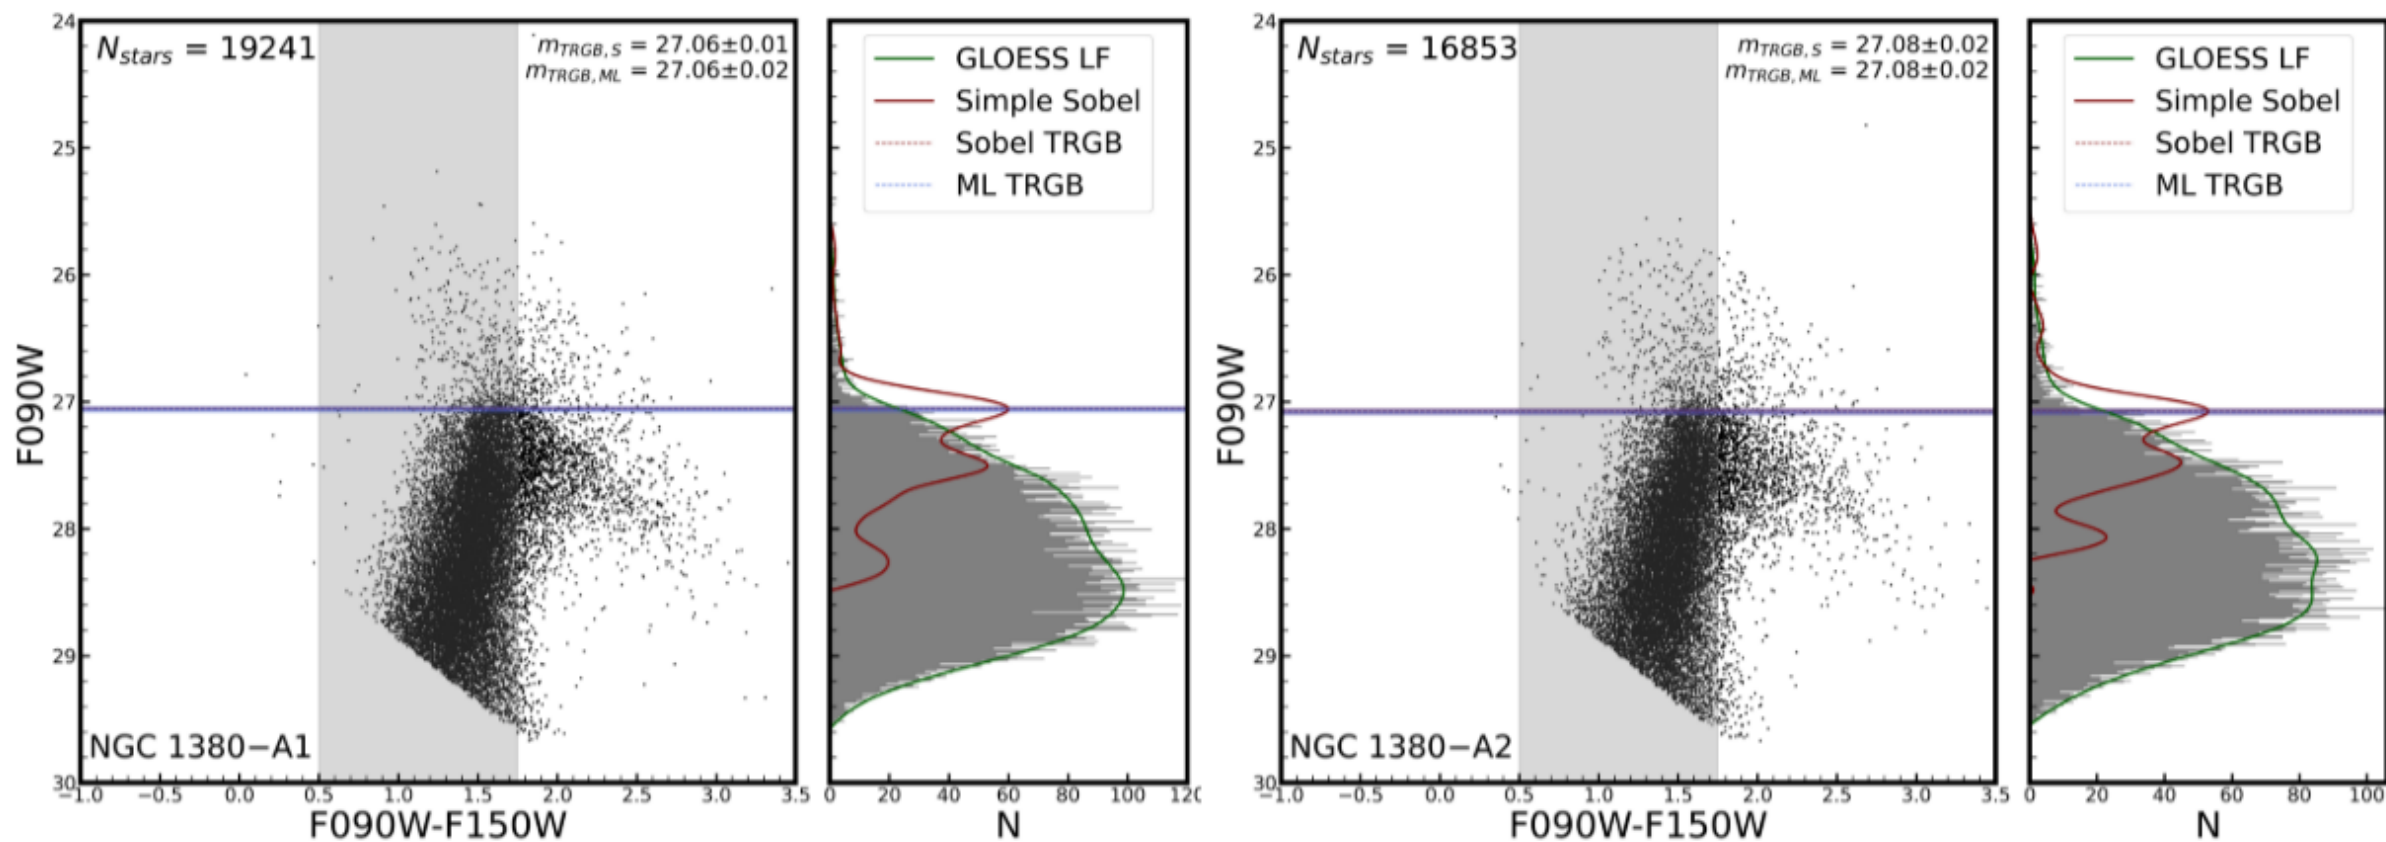 N_stars = 19241
m_TRGB,S = 27.06±0.01
m_TRGB,ML = 27.06±0.02
24
25
26
27
28
29
30
F090W
NGC 1380−A1
−1.0 −0.5 0.0 0.5 1.0 1.5 2.0 2.5 3.0 3.5
F090W-F150W
GLOESS LF
Simple Sobel
Sobel TRGB
ML TRGB
0 20 40 60 80 100 120
N
N_stars = 16853
m_TRGB,S = 27.08±0.02
m_TRGB,ML = 27.08±0.02
24
25
26
27
28
29
30
F090W
NGC 1380−A2
−1.0 −0.5 0.0 0.5 1.0 1.5 2.0 2.5 3.0 3.5
F090W-F150W
GLOESS LF
Simple Sobel
Sobel TRGB
ML TRGB
0 20 40 60 80 100
N